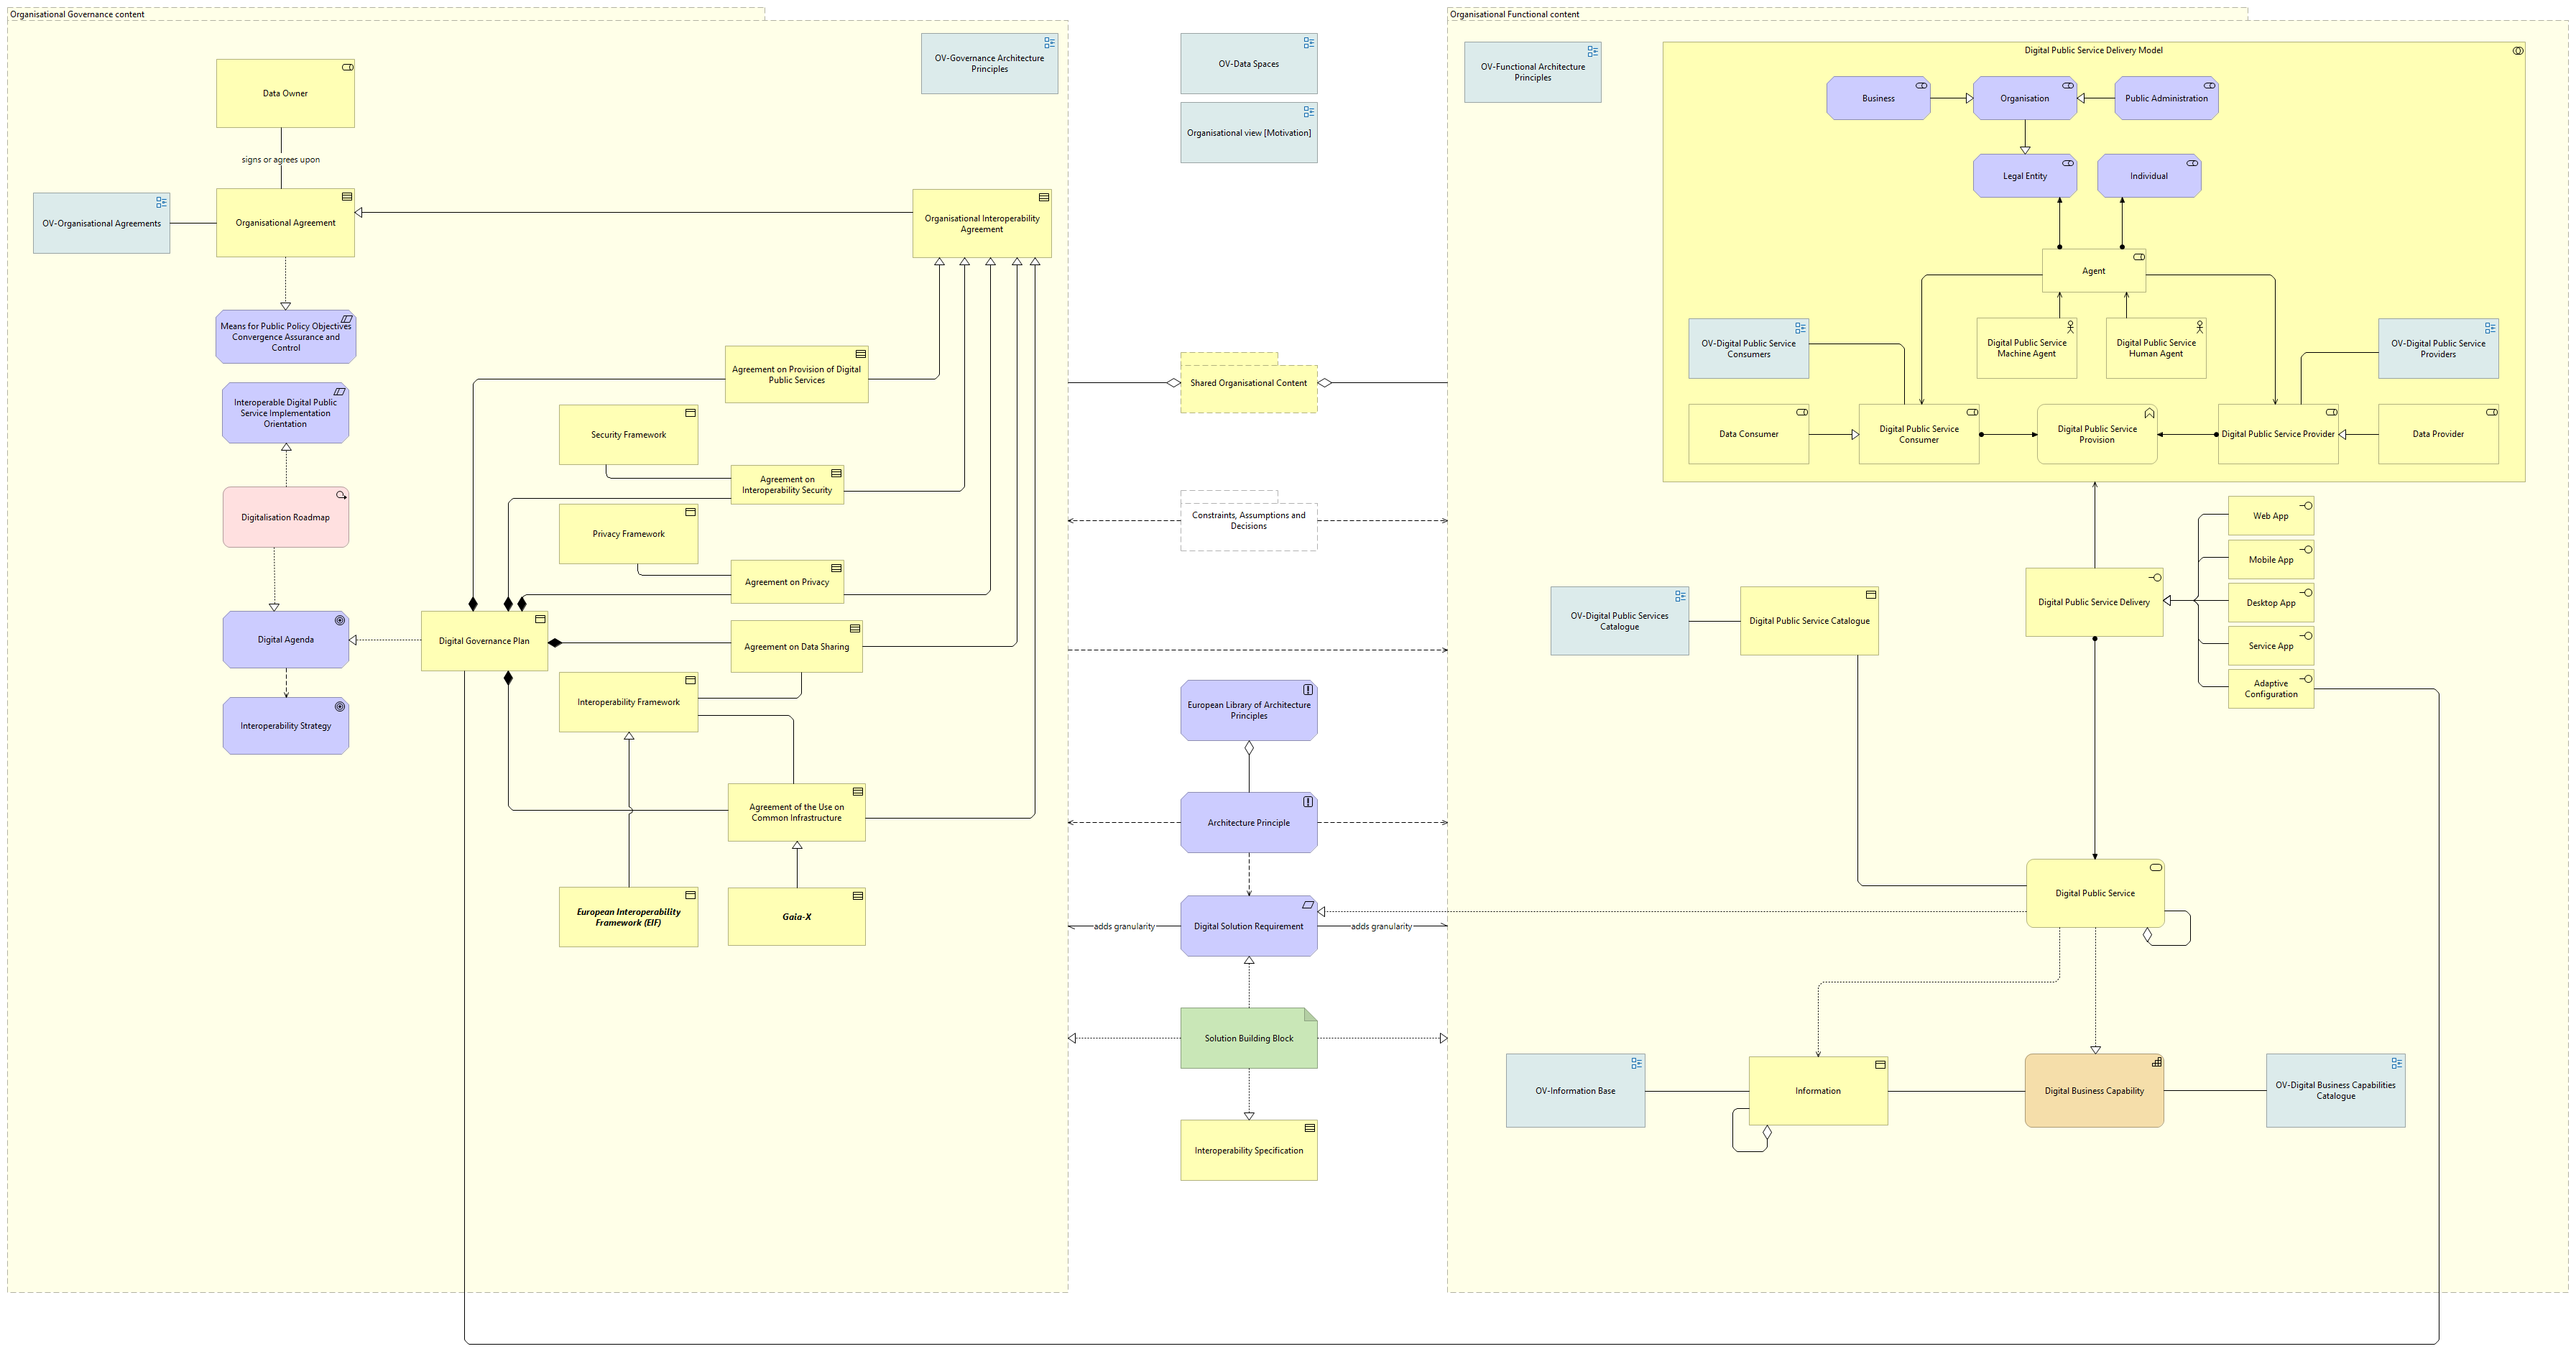 Organisational Governance content
OV-Governance Architecture
Principles
Data Owner
signs or agrees upon
OV-Organisational Agreements
Organisational Agreement
Organisational Interoperability
Agreement
Means for Public Policy Objectives
Convergence Assurance and
Control
Agreement on Provision of Digital
Public Services
Interoperable Digital Public
Service Implementation
Orientation
Security Framework
Agreement on
Interoperability Security
Digitalisation Roadmap
Privacy Framework
Agreement on Privacy
Digital Agenda
Digital Governance Plan
Agreement on Data Sharing
Interoperability Strategy
Interoperability Framework
Agreement of the Use on
Common Infrastructure
European Interoperability
Framework (EIF)
Gaia-X
OV-Data Spaces
Organisational view [Motivation]
Shared Organisational Content
Constraints, Assumptions and
Decisions
European Library of Architecture
Principles
Architecture Principle
adds granularity
Digital Solution Requirement
adds granularity
Solution Building Block
Interoperability Specification
Organisational Functional content
OV-Functional Architecture
Principles
Digital Public Service Delivery Model
Business
Organisation
Public Administration
Legal Entity
Individual
Agent
OV-Digital Public Service
Consumers
Digital Public Service
Machine Agent
Digital Public Service
Human Agent
OV-Digital Public Service
Providers
Data Consumer
Digital Public Service
Consumer
Digital Public Service
Provision
Digital Public Service Provider
Data Provider
Web App
Mobile App
Desktop App
Service App
Adaptive
Configuration
Digital Public Service Delivery
OV-Digital Public Services
Catalogue
Digital Public Service Catalogue
Digital Public Service
OV-Information Base
Information
Digital Business Capability
OV-Digital Business Capabilities
Catalogue